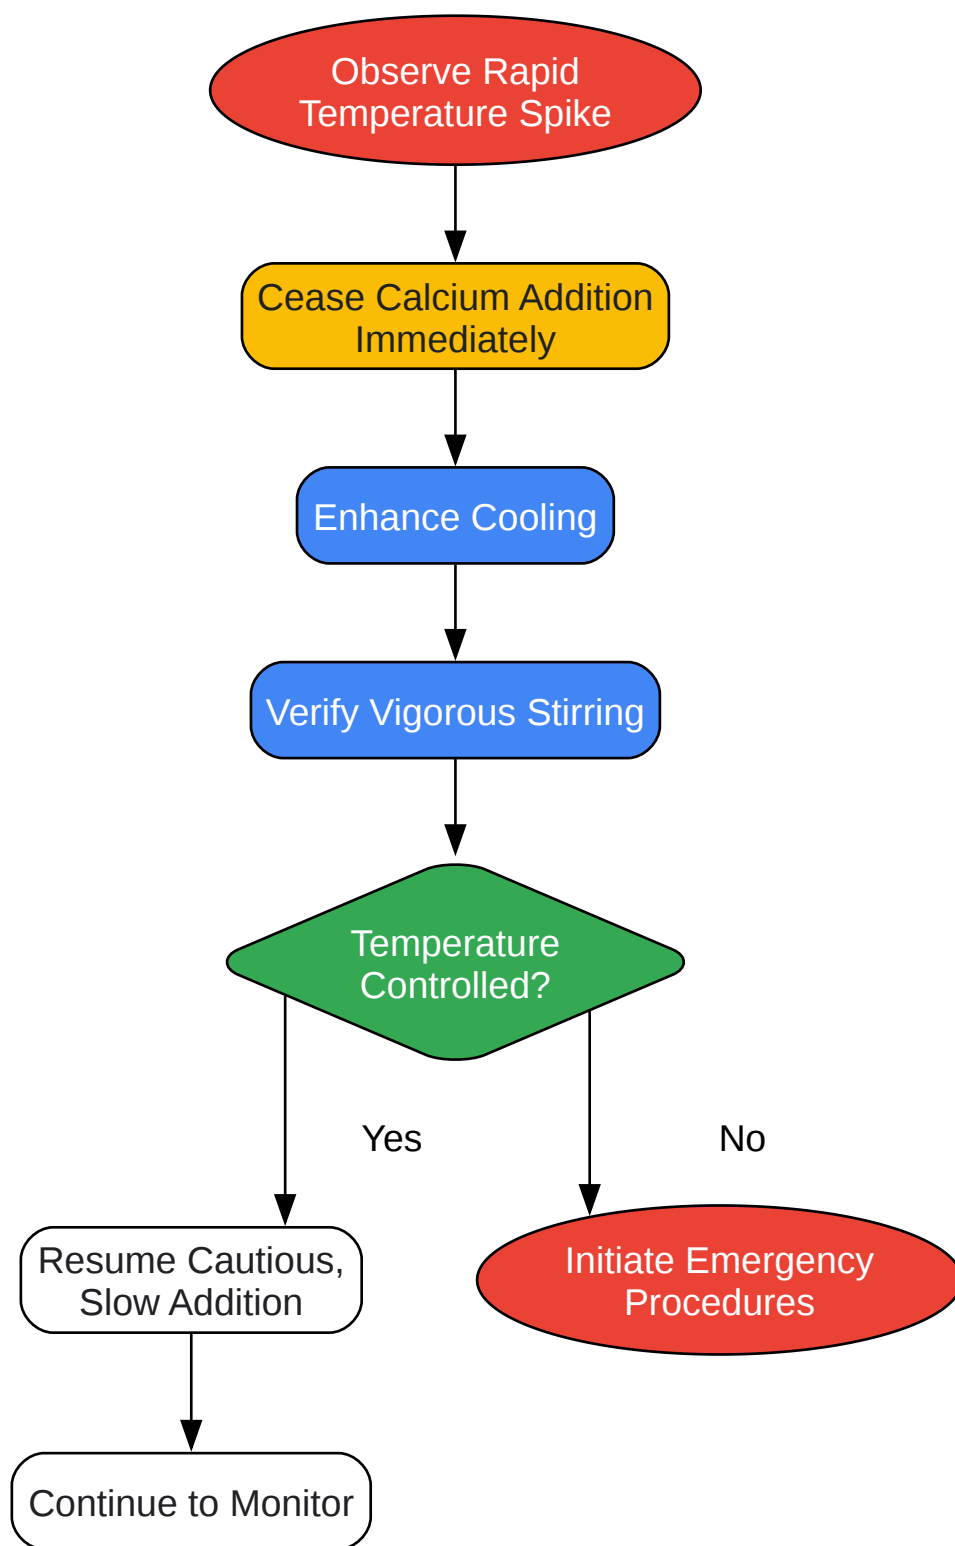 Observe Rapid
Temperature Spike
Cease Calcium Addition
Immediately
Enhance Cooling
Verify Vigorous Stirring
Temperature
Controlled?
Yes
No
Resume Cautious,
Slow Addition
Initiate Emergency
Procedures
Continue to Monitor